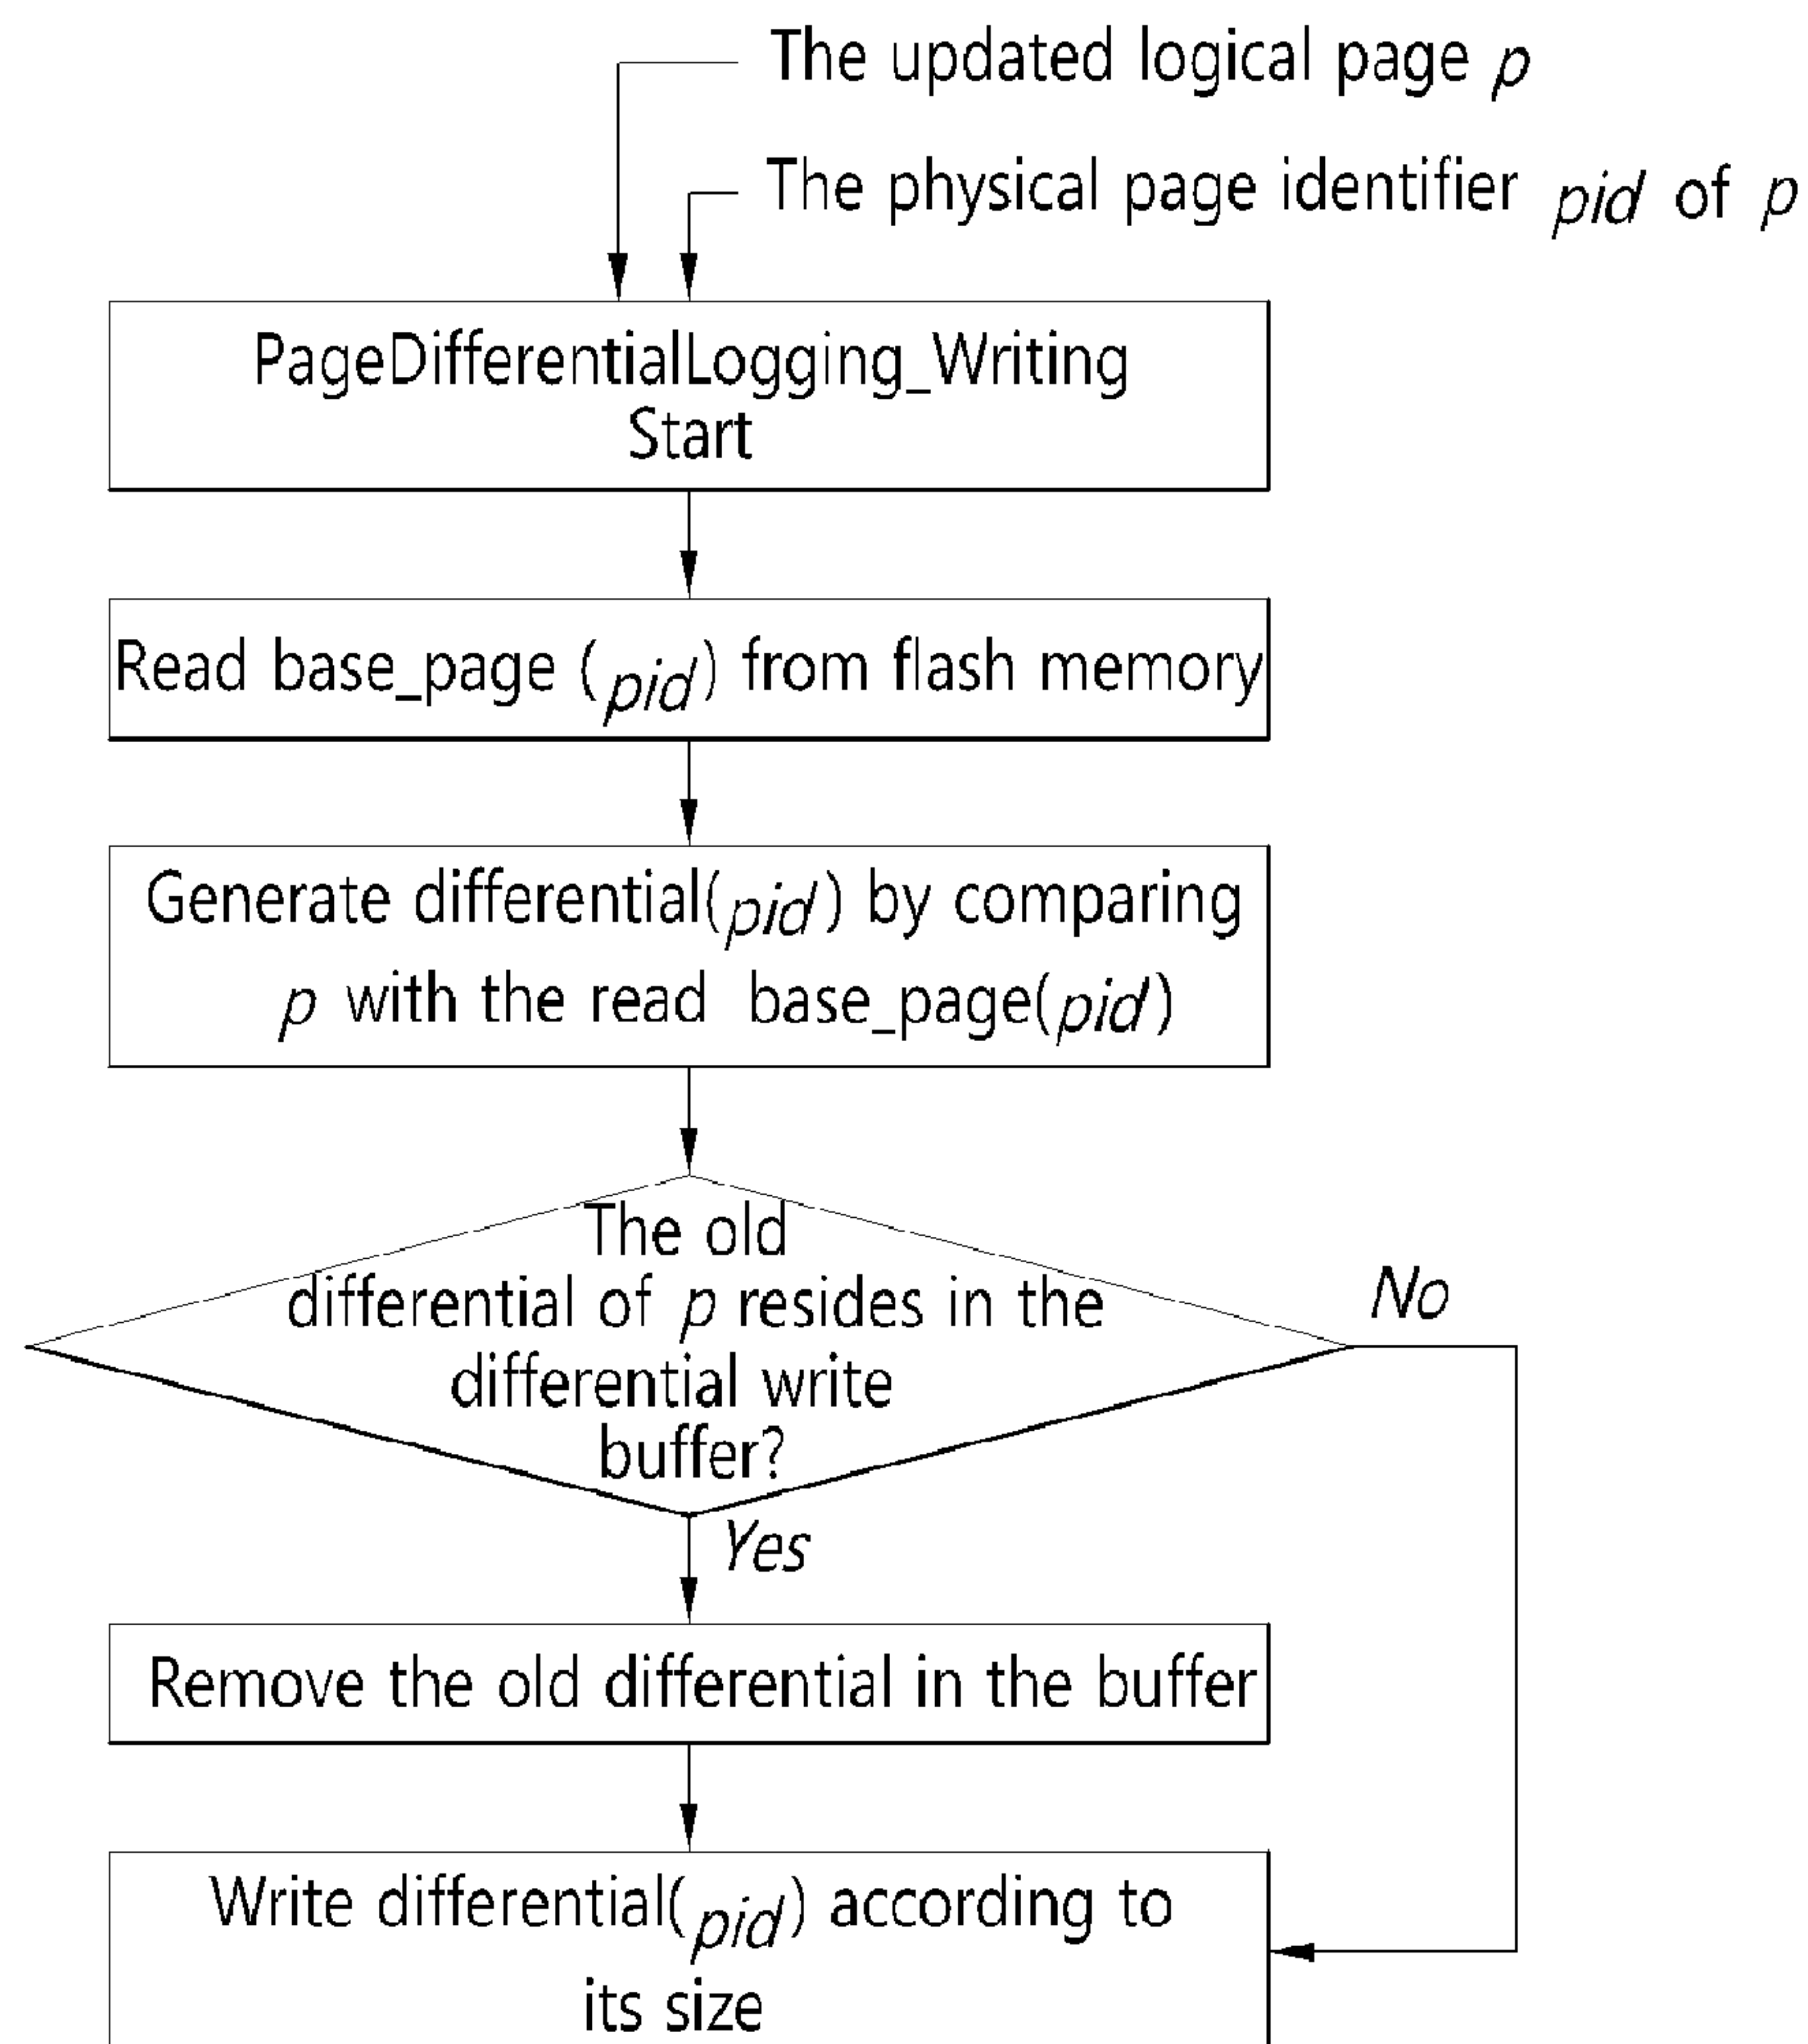 The updated logical page p
The physical page identifier pid of p
PageDifferentialLogging_Writing
Start
Read base_page (pid) from flash memory
Generate differential(pid) by comparing
p with the read base_page(pid)
The old
differential of p resides in the
differential write
buffer?
No
Yes
Remove the old differential in the buffer
Write differential(pid) according to
its size